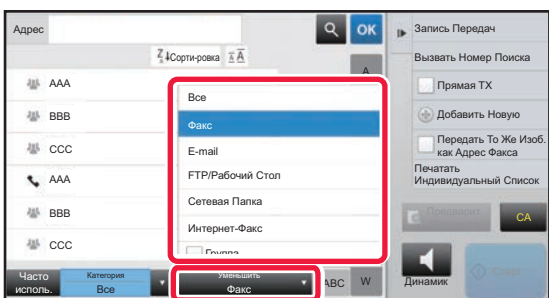 Адрес
OK
Сорти-ровка
A
AAA
BBB
CCC
AAA
BBB
CCC
Все
Факс
E-mail
FTP/Рабочий Стол
Сетевая Папка
Интернет-Факс
Группа
Часто
исполь.
Категория
Все
Уменьшить
Факс
ABC
W
Запись Передач
Вызвать Номер Поиска
Прямая TX
Добавить Новую
Передать То Же Изоб.
как Адрес Факса
Печатать
Индивидуальный Список
CA
Динамик